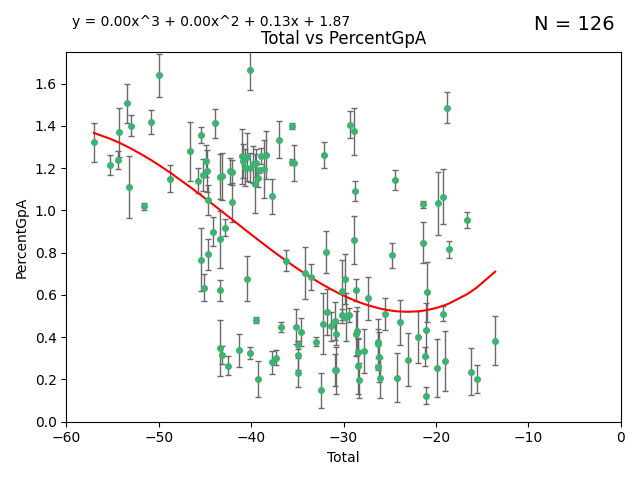 y = 0.00x^3 + 0.00x^2 + 0.13x + 1.87
N = 126
Total vs PercentGpA
PercentGpA
1.6
1.4
1.2
1.0
0.8
0.6
0.4
0.2
0.0
−60 −50 −40 −30 −20 −10 0
Total